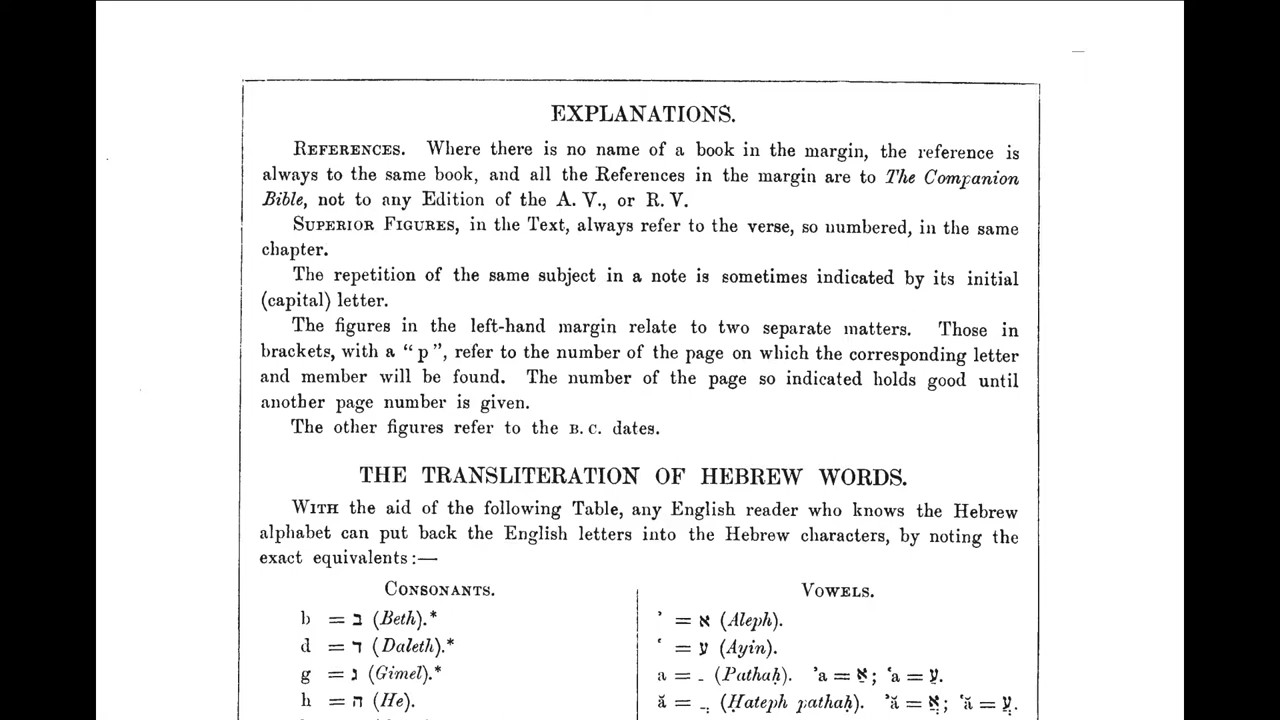 EXPLANATIONS.
REFERENCES. Where there is no name of a book in the margin, the reference is
always to the same book, and all the References in the margin are to The Companion
Bible, not to any Edition of the A. V., or R. V.
SUPERIOR FIGURES, in the Text, always refer to the verse, so numbered, in the same
chapter.
The repetition of the same subject in a note is sometimes indicated by its initial
(capital) letter.
The figures in the left-hand margin relate to two separate matters. Those in
brackets, with a “ p ”, refer to the number of the page on which the corresponding letter
and member will be found. The number of the page so indicated holds good until
another page number is given.
The other figures refer to the B. C. dates.
THE TRANSLITERATION OF HEBREW WORDS.
WITH the aid of the following Table, any English reader who knows the Hebrew
alphabet can put back the English letters into the Hebrew characters, by noting the
exact equivalents :—
CONSONANTS.
b = ב (Beth).*
d = ד (Daleth).*
g = ג (Gimel).*
h = ה (He).
VOWELS.
ʾ = א (Aleph).
ʿ = ע (Ayin).
a = ַ (Pathaḥ). ʾa = אַ; ʿa = עַ.
ă = ֲ (Ḥateph pathaḥ). ʾă = אֲ; ʿă = עֲ.